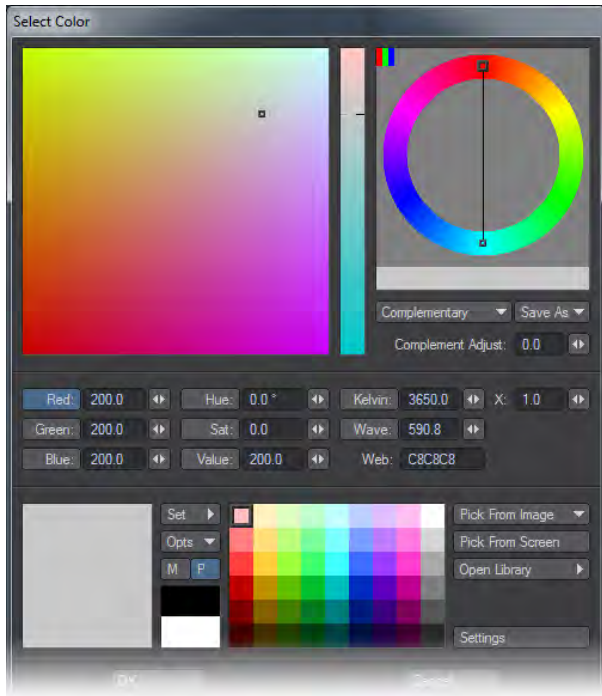 Select Color
Complementary Save As
Complement Adjust: 0.0
Red: 200.0 Hue: 0.0 ° Kelvin: 3650.0 X: 1.0
Green: 200.0 Sat: 0.0 Wave: 590.8
Blue: 200.0 Value: 200.0 Web: C8C8C8
Set Pick From Image
Opts Pick From Screen
M P Open Library
Settings
OK Cancel